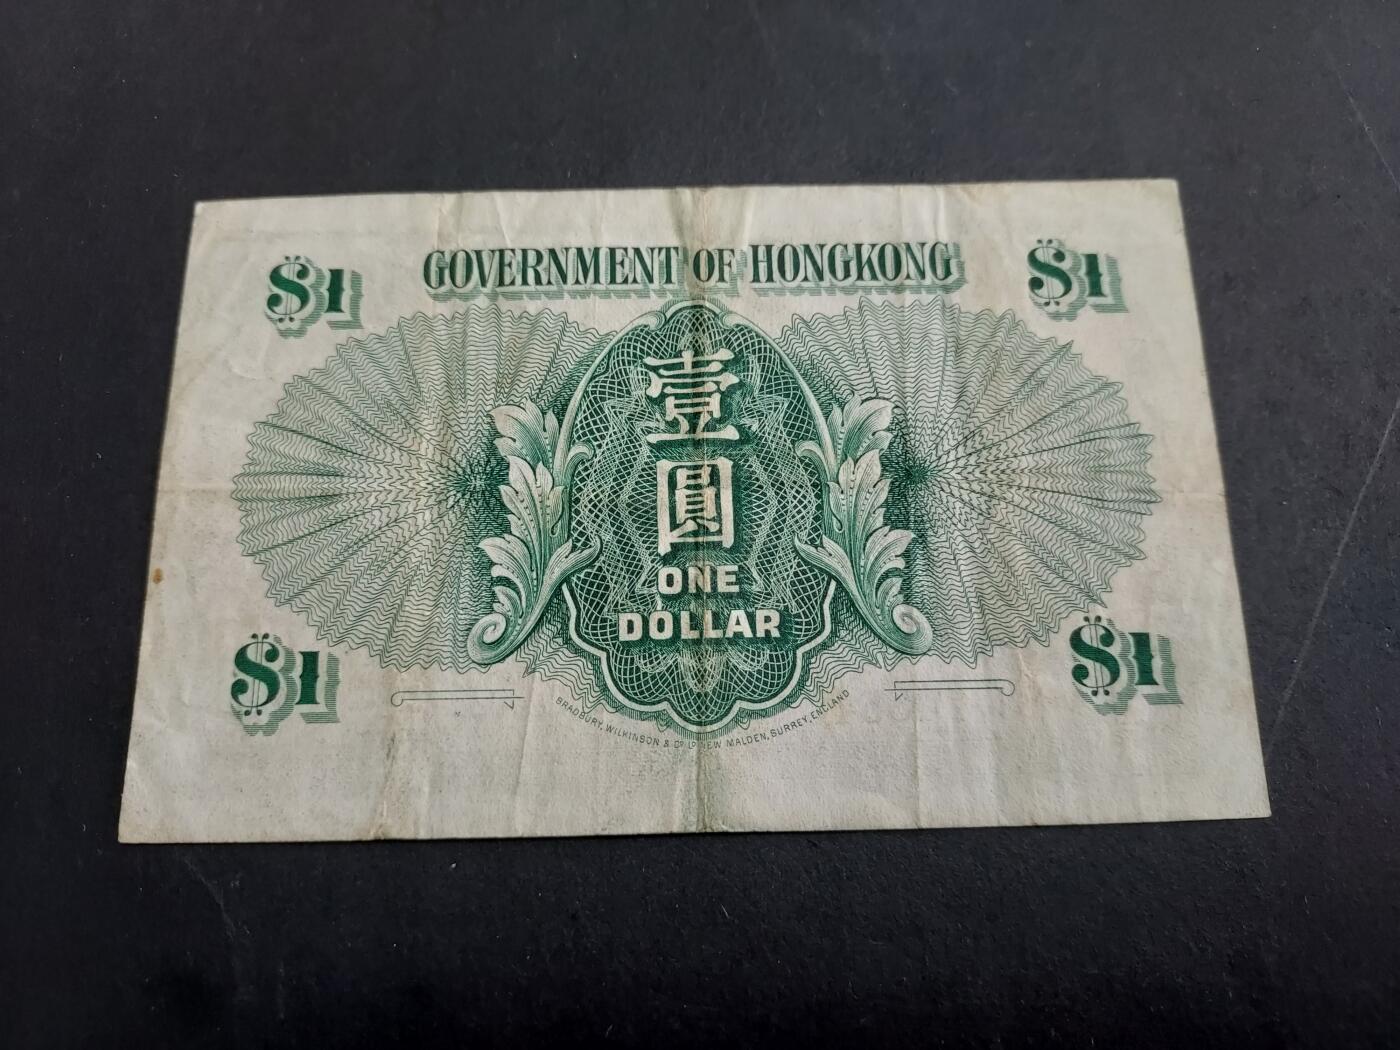 $1 GOVERNMENT OF HONGKONG $1
壹
圓
ONE
DOLLAR
$1 $1
BRADBURY, WILKINSON & Co. Ld. NEW MALDEN, SURREY, ENGLAND